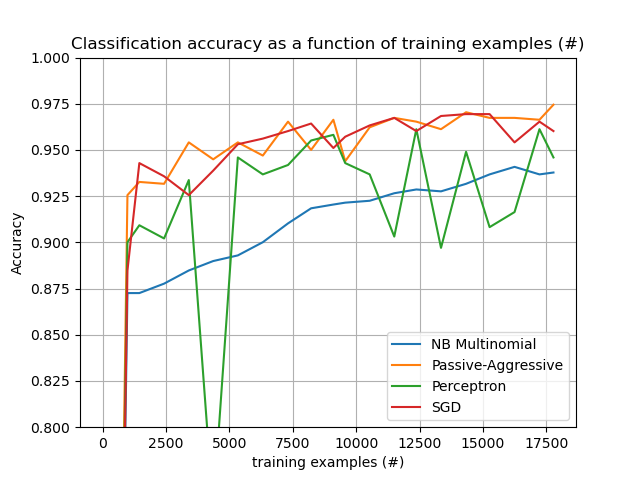 Classification accuracy as a function of training examples (#)
1.000
0.975
0.950
0.925
0.900
0.875
0.850
0.825
0.800
Accuracy
NB Multinomial
Passive-Aggressive
Perceptron
SGD
0 2500 5000 7500 10000 12500 15000 17500
training examples (#)